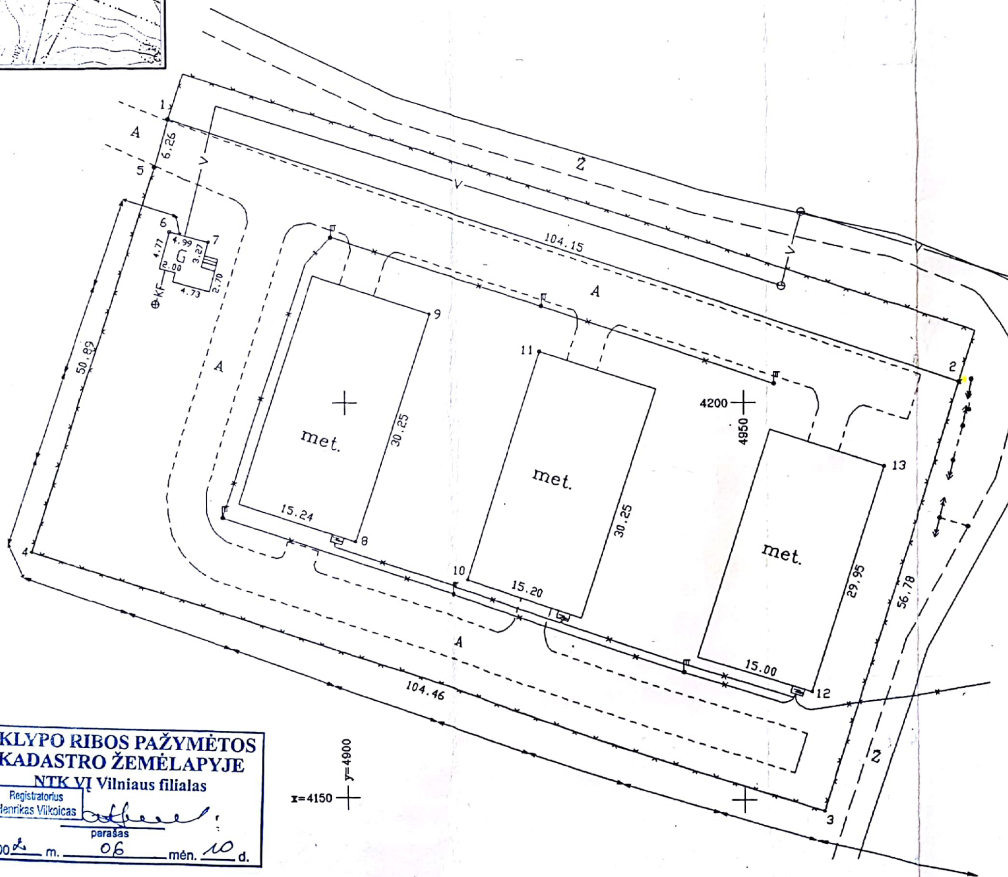 1
A
6.26
5
V
Ž
V
V
V
6
7
4.99
4.77
3.27
G
2.00
4.73
2.70
KF
104.15
A
9
11
2
A
50.89
4200
4950
met.
30.25
13
met.
30.25
met.
15.24
8
4
10
15.20
29.95
56.78
15.00
12
A
104.46
Ž
3
y=4900
x=4150
KLYPO RIBOS PAŽYMĖTOS
KADASTRO ŽEMĖLAPYJE
NTK VĮ Vilniaus filialas
Registratorius
Henrikas Vilkoicas
parašas
m. 06 mėn. 10 d.